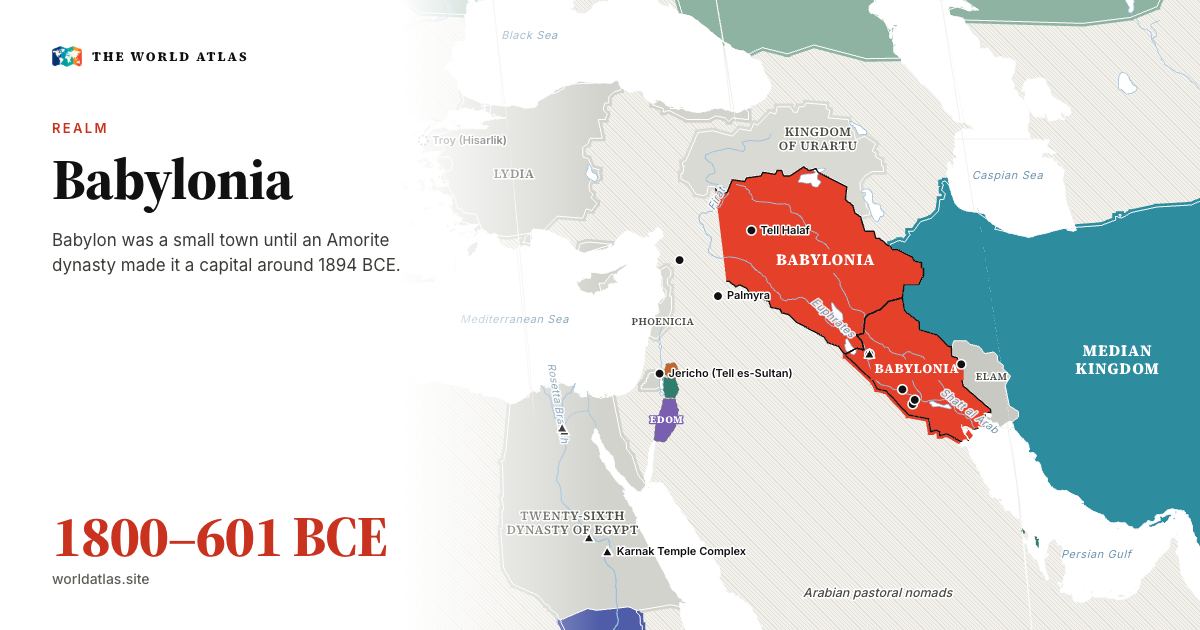 THE WORLD ATLAS
REALM
Babylonia
Babylon was a small town until an Amorite
dynasty made it a capital around 1894 BCE.
1800–601 BCE
worldatlas.site
Black Sea
Troy (Hisarlik)
LYDIA
KINGDOM
OF URARTU
Caspian Sea
Fırat
Tell Halaf
BABYLONIA
Palmyra
Euphrates
Mediterranean Sea
PHOENICIA
MEDIAN
KINGDOM
BABYLONIA
ELAM
Jericho (Tell es-Sultan)
Rosetta Branch
Shatt al Arab
EDOM
TWENTY-SIXTH
DYNASTY OF EGYPT
Karnak Temple Complex
Persian Gulf
Arabian pastoral nomads